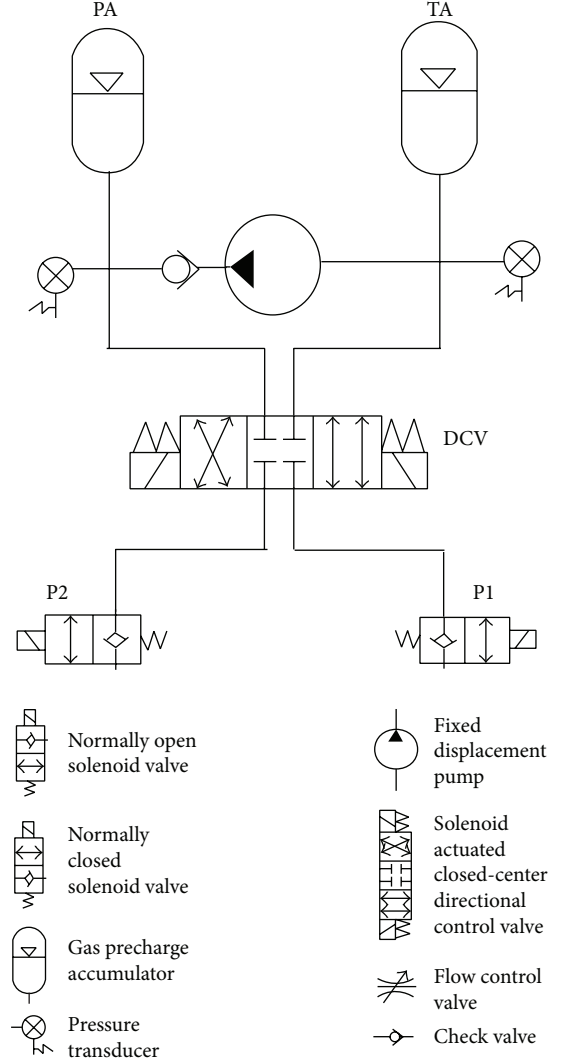 PA
TA
DCV
P2
P1
Normally open
solenoid valve
Normally
closed
solenoid valve
Gas precharge
accumulator
Pressure
transducer
Fixed
displacement
pump
Solenoid
actuated
closed-center
directional
control valve
Flow control
valve
Check valve